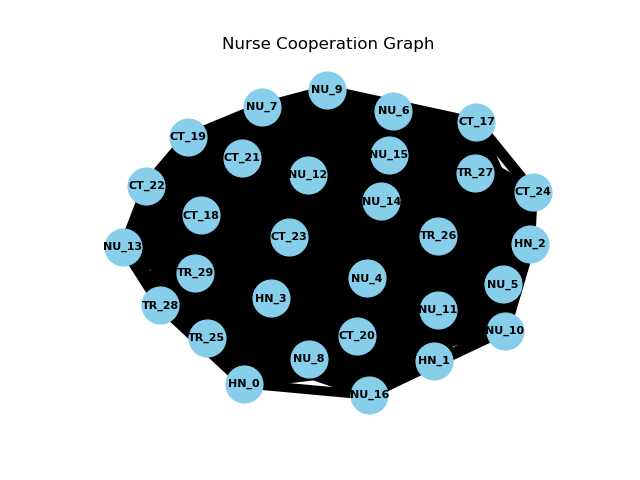 Nurse Cooperation Graph
NU_9
NU_7
NU_6
CT_17
CT_19
NU_15
CT_21
TR_27
NU_12
CT_22
CT_24
NU_14
CT_18
TR_26
CT_23
HN_2
NU_13
TR_29
NU_4
NU_5
HN_3
TR_28
NU_11
NU_10
CT_20
TR_25
NU_8
HN_1
HN_0
NU_16